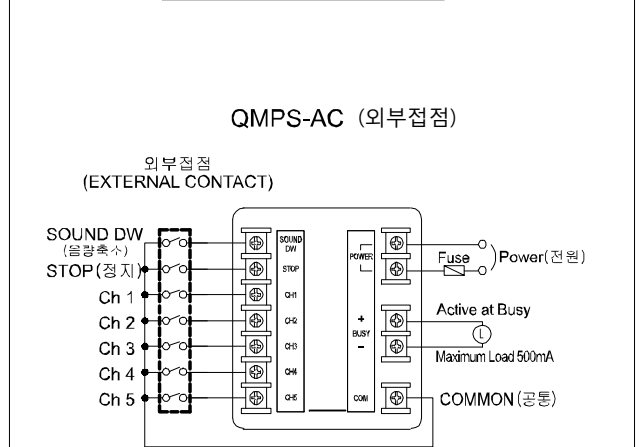 QMPS-AC (외부접점)
외부접점
(EXTERNAL CONTACT)
SOUND DW
(음량축소)
STOP(정지)
Ch 1
Ch 2
Ch 3
Ch 4
Ch 5
SOUND
DW
STOP
CH1
CH2
CH3
CH4
CH5
POWER
+
BUSY
−
COM
Fuse
Power(전원)
Active at Busy
L
Maximum Load 500mA
COMMON(공통)